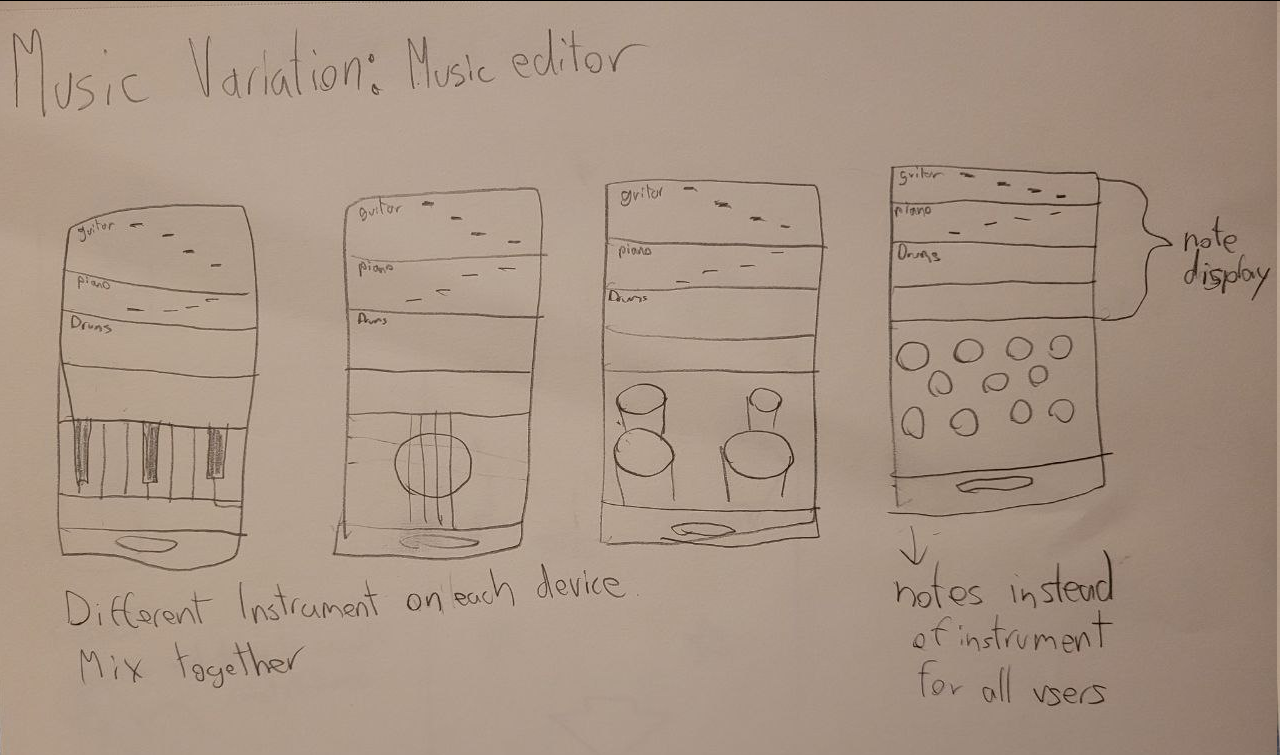 Music Variation: Music editor
guitar
piano
Drums
guitar
piano
Drums
guitar
piano
Drums
guitar
piano
Drums
note
display
Different Instrument on each device.
Mix together
notes instead
of instrument
for all users